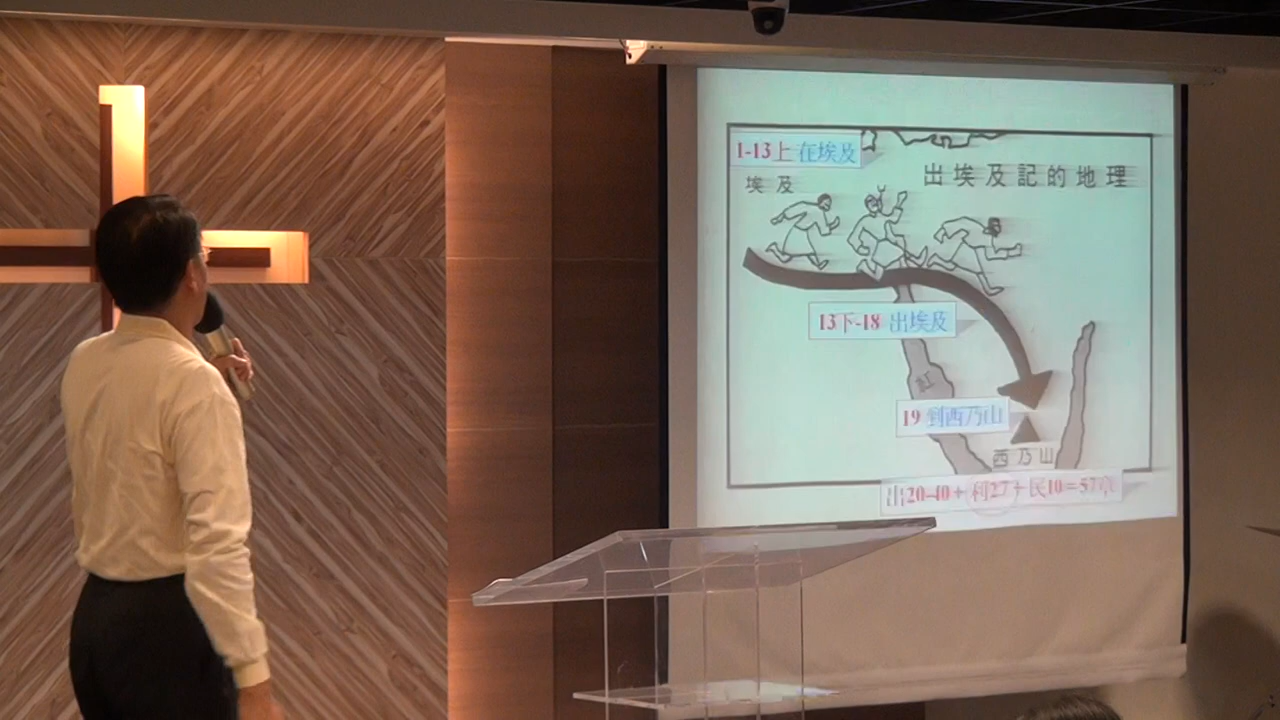 1-13上 在埃及
出埃及記的地理
埃及
13下-18 出埃及
紅
19 到西乃山
西乃山
出20-40+利27+民10=57章